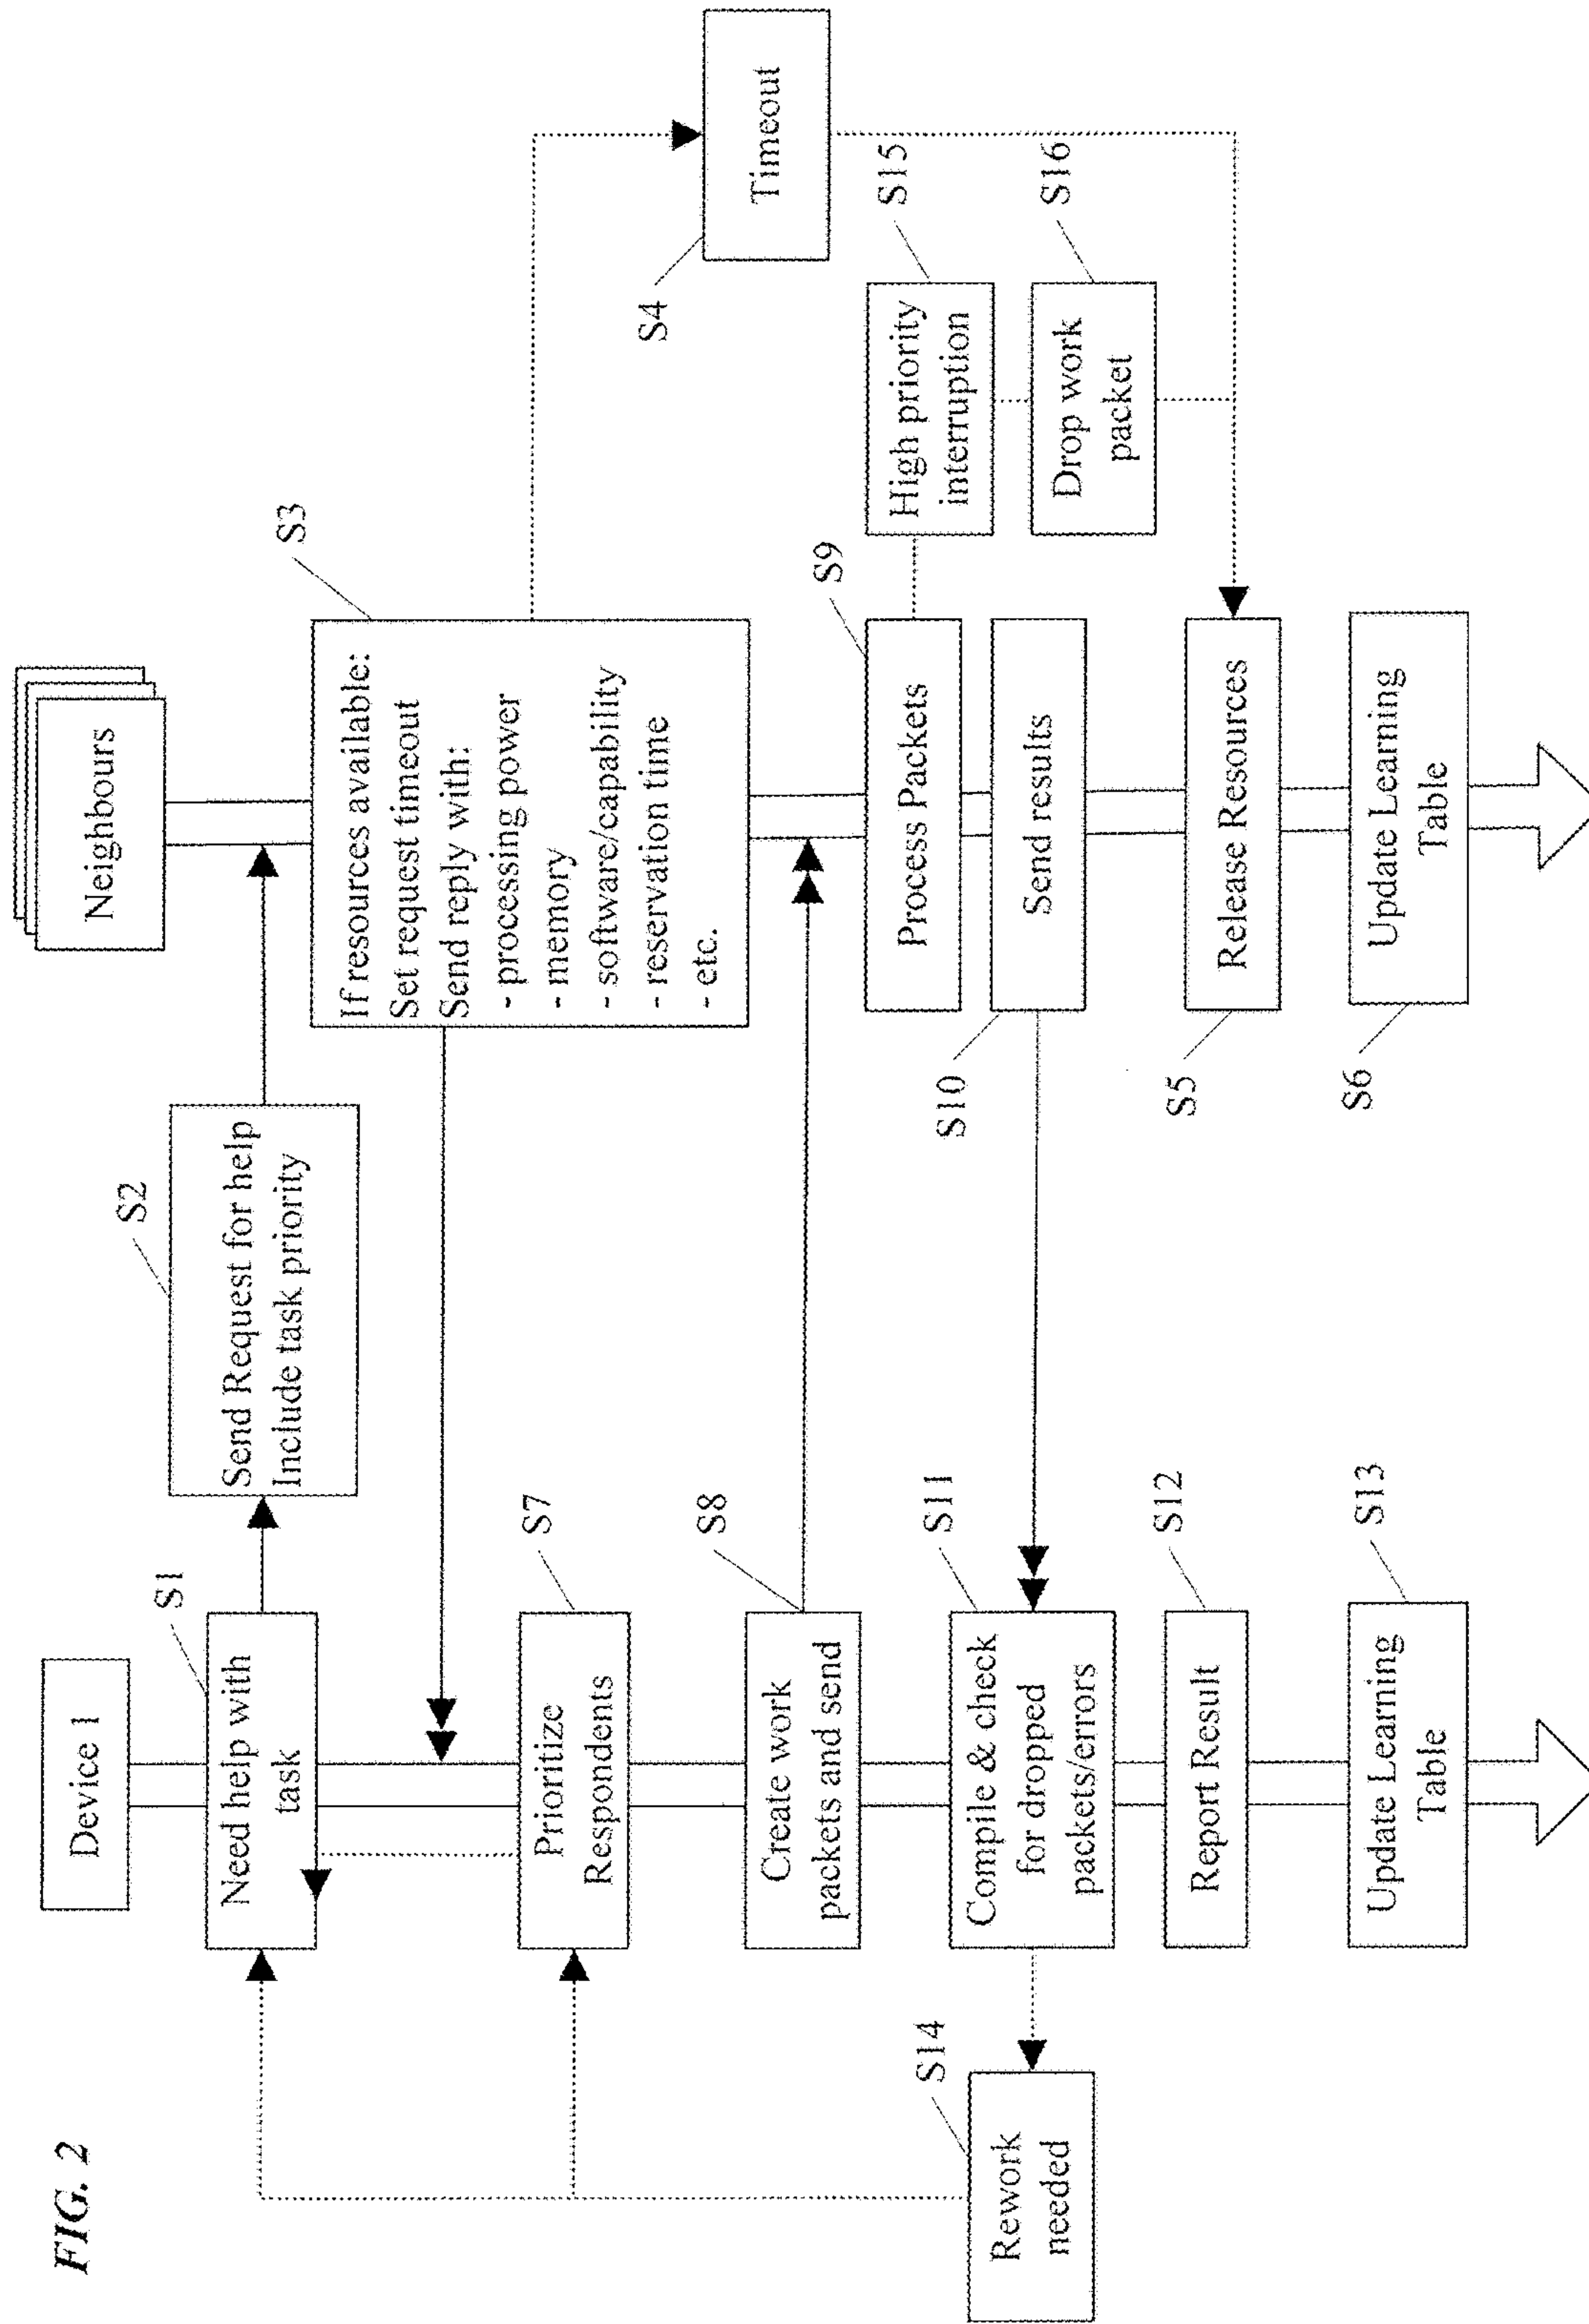 FIG. 2
Device 1
S1
Need help with
task
S2
Send Request for help
Include task priority
Neighbours
S3
If resources available:
Set request timeout
Send reply with:
- processing power
- memory
- software/capability
- reservation time
- etc.
S4
Timeout
S7
Prioritize
Respondents
S8
Create work
packets and send
S9
Process Packets
S15
High priority
interruption
S16
Drop work
packet
S10
Send results
S11
Compile & check
for dropped
packets/errors
S14
Rework
needed
S12
Report Result
S5
Release Resources
S13
Update Learning
Table
S6
Update Learning
Table